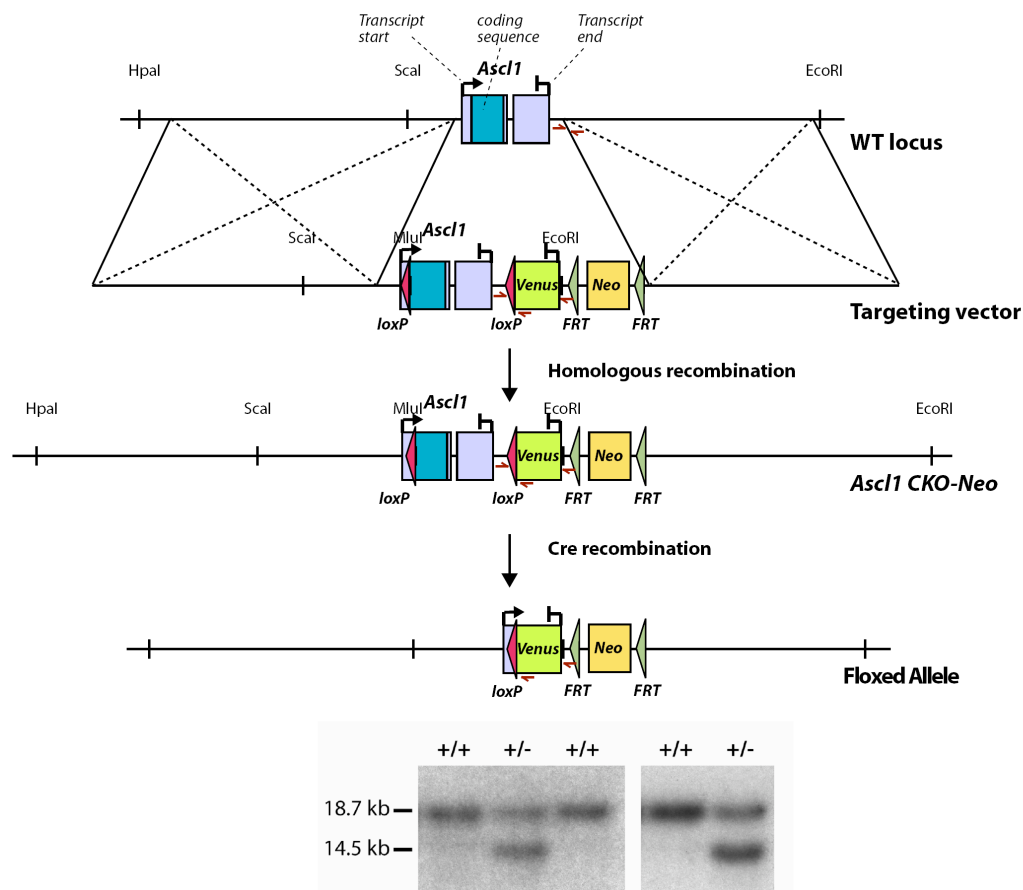 Transcript
start
coding
sequence
Transcript
end
HpaI
ScaI
Ascl1
EcoRI
WT locus
ScaI
MluI
Ascl1
EcoRI
Venus
Neo
loxP
loxP
FRT
FRT
Targeting vector
Homologous recombination
HpaI
ScaI
MluI
Ascl1
EcoRI
EcoRI
Venus
Neo
loxP
loxP
FRT
FRT
Ascl1 CKO-Neo
Cre recombination
Venus
Neo
loxP
FRT
FRT
Floxed Allele
+/+ +/- +/+ +/+ +/-
18.7 kb
14.5 kb